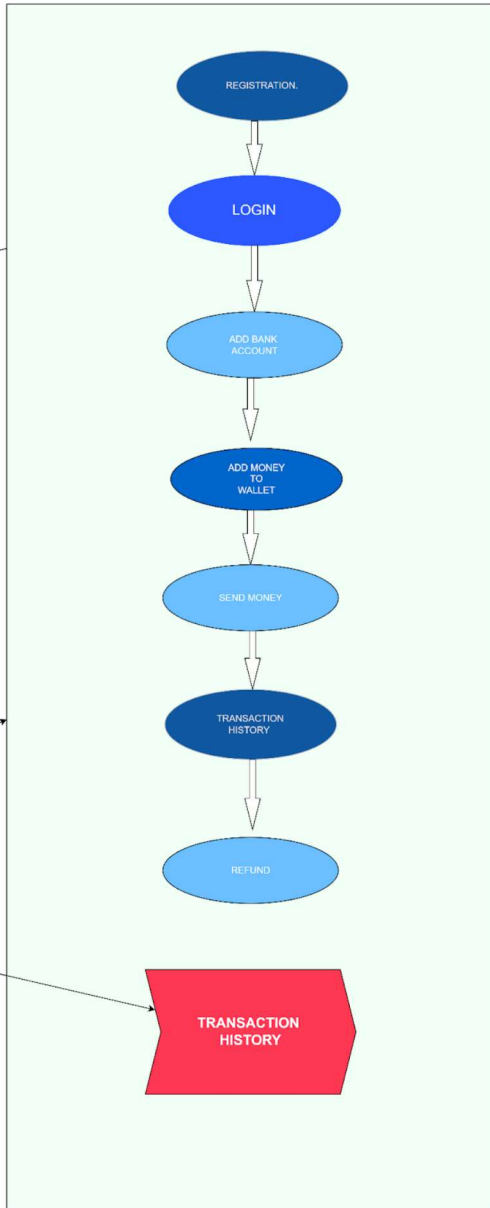 REGISTRATION.
LOGIN
ADD BANK
ACCOUNT
ADD MONEY
TO
WALLET
SEND MONEY
TRANSACTION
HISTORY
REFUND
TRANSACTION
HISTORY